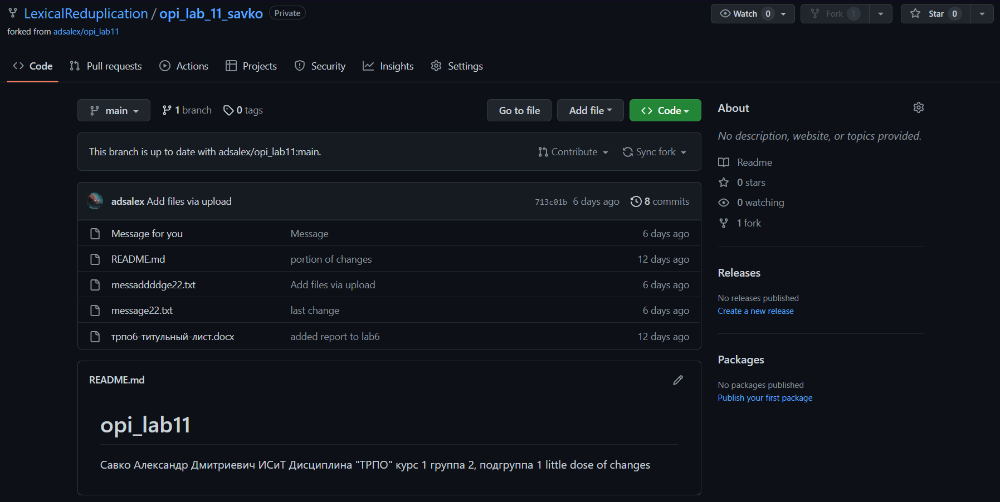 LexicalReduplication / opi_lab_11_savko Private
Watch 0 Fork 1 Star 0
forked from adsalex/opi_lab11
Code Pull requests Actions Projects Security Insights Settings
main 1 branch 0 tags Go to file Add file Code
This branch is up to date with adsalex/opi_lab11:main. Contribute Sync fork
adsalex Add files via upload 713c01b 6 days ago 8 commits
Message for you Message 6 days ago
README.md portion of changes 12 days ago
messaddddge22.txt Add files via upload 6 days ago
message22.txt last change 6 days ago
трпо6-титульный-лист.docx added report to lab6 12 days ago
README.md
opi_lab11
Савко Александр Дмитриевич ИСиТ Дисциплина "ТРПО" курс 1 группа 2, подгруппа 1 little dose of changes
About
No description, website, or topics provided.
Readme
0 stars
0 watching
1 fork
Releases
No releases published
Create a new release
Packages
No packages published
Publish your first package